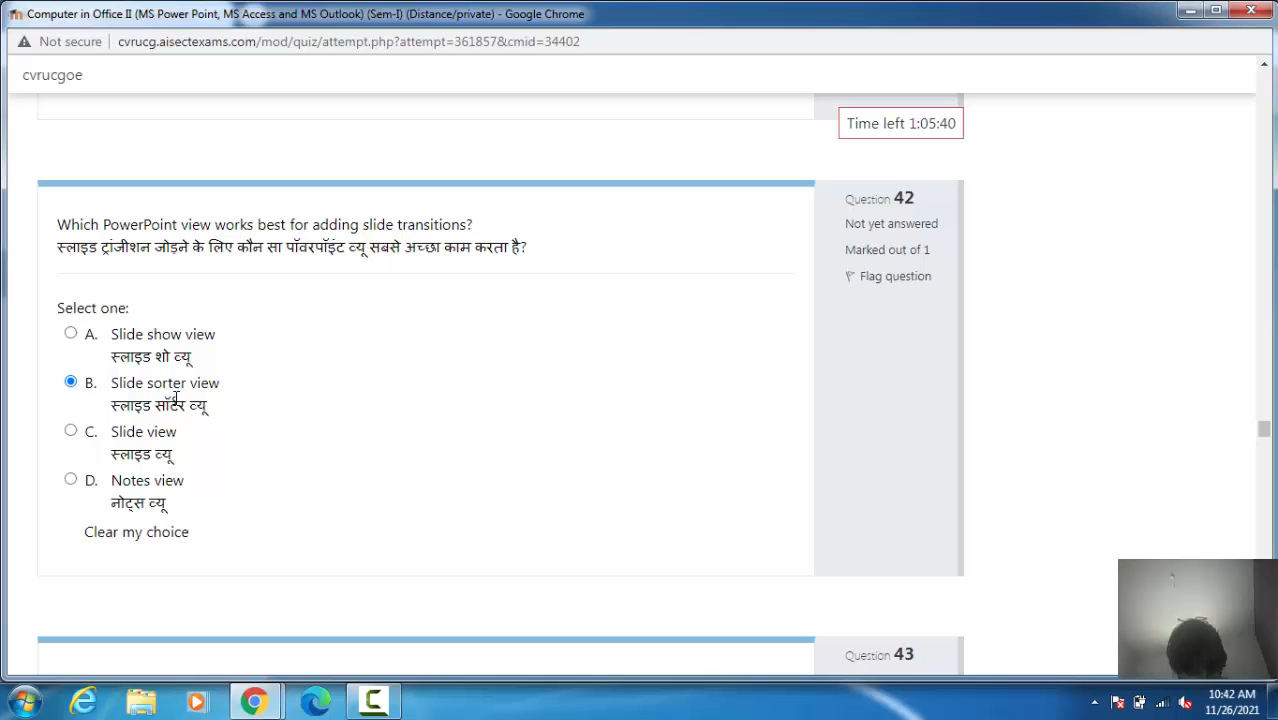 Computer in Office II (MS Power Point, MS Access and MS Outlook) (Sem-I) (Distance/private) - Google Chrome
Not secure | cvrucg.aisectexams.com/mod/quiz/attempt.php?attempt=361857&cmid=34402
cvrucgoe
Time left 1:05:40
Question 42
Not yet answered
Marked out of 1
Flag question
Which PowerPoint view works best for adding slide transitions?
स्लाइड ट्रांजीशन जोड़ने के लिए कौन सा पॉवरपॉइंट व्यू सबसे अच्छा काम करता है?
Select one:
A. Slide show view
स्लाइड शो व्यू
B. Slide sorter view
स्लाइड सॉर्टर व्यू
C. Slide view
स्लाइड व्यू
D. Notes view
नोट्स व्यू
Clear my choice
Question 43
10:42 AM
11/26/2021